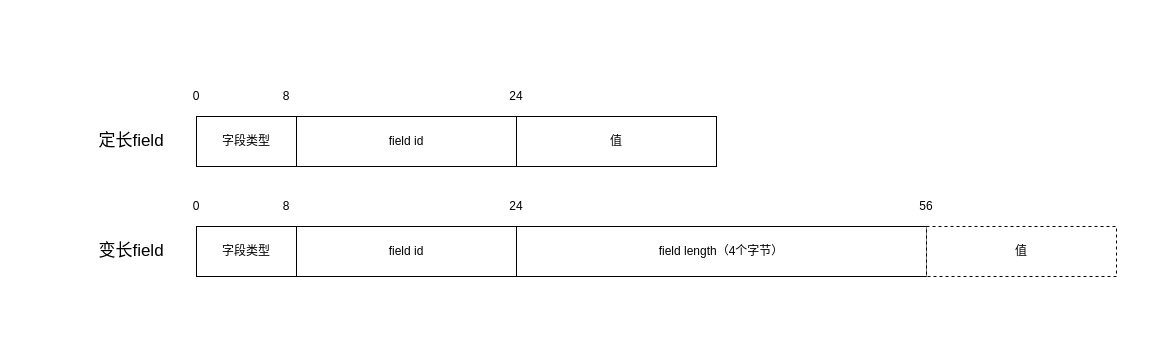 0 8 24
定长field 字段类型 field id 值
0 8 24 56
变长field 字段类型 field id field length（4个字节） 值